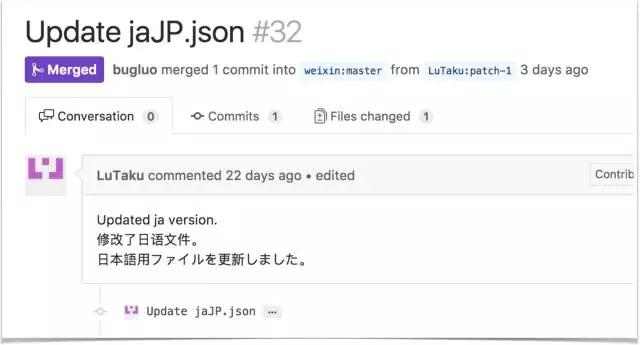 Update jaJP.json #32
Merged bugluo merged 1 commit into weixin:master from LuTaku:patch-1 3 days ago
Conversation 0 Commits 1 Files changed 1
LuTaku commented 22 days ago • edited Contrib
Updated ja version.
修改了日语文件。
日本語用ファイルを更新しました。
Update jaJP.json …